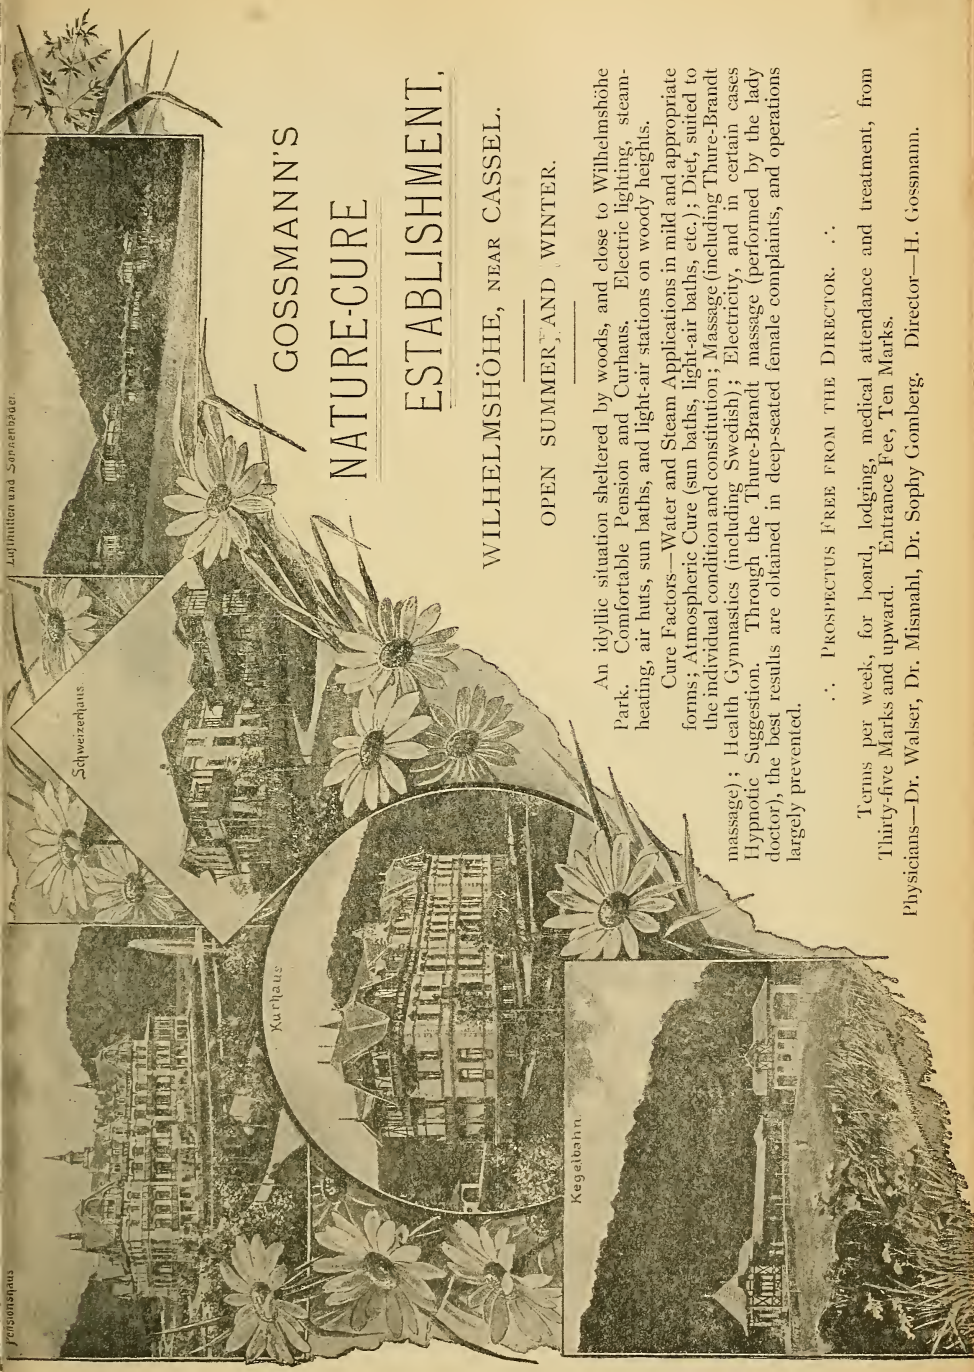 GOSSMANN'S
NATURE-CURE
ESTABLISHMENT,
WILHELMSHÖHE, NEAR CASSEL.
OPEN SUMMER, AND WINTER.
An idyllic situation sheltered by woods, and close to Wilhelmshöhe
Park. Comfortable Pension and Curhaus. Electric lighting, steam-
heating, air huts, sun baths, and light-air stations on woody heights.
Cure Factors—Water and Steam Applications in mild and appropriate
forms; Atmospheric Cure (sun baths, light-air baths, etc.); Diet, suited to
the individual condition and constitution; Massage (including Thure-Brandt
massage); Health Gymnastics (including Swedish); Electricity, and in certain cases
Hypnotic Suggestion. Through the Thure-Brandt massage (performed by the lady
doctor), the best results are obtained in deep-seated female complaints, and operations
largely prevented.
∴ PROSPECTUS FREE FROM THE DIRECTOR. ∴
Terms per week, for board, lodging, medical attendance and treatment, from
Thirty-five Marks and upward. Entrance Fee, Ten Marks.
Physicians—Dr. Walser, Dr. Mismahl, Dr. Sophy Gomberg. Director—H. Gossmann.
Pensionshaus
Lufthütten und Sonnenbäder
Schweizerhaus
Kurhaus
Kegelbahn